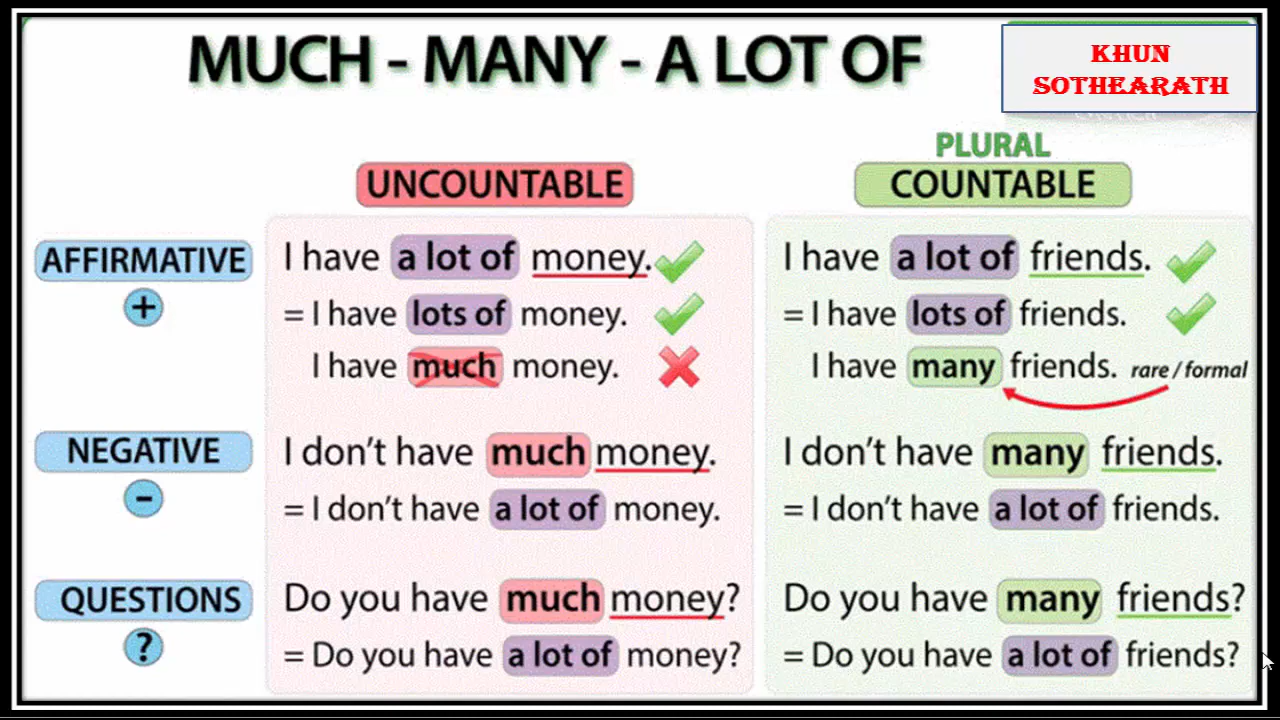 MUCH - MANY - A LOT OF
KHUN
SOTHEARATH
PLURAL
UNCOUNTABLE
COUNTABLE
AFFIRMATIVE
+
I have a lot of money.
= I have lots of money.
I have much money.
I have a lot of friends.
= I have lots of friends.
I have many friends. rare / formal
NEGATIVE
-
I don't have much money.
= I don't have a lot of money.
I don't have many friends.
= I don't have a lot of friends.
QUESTIONS
?
Do you have much money?
= Do you have a lot of money?
Do you have many friends?
= Do you have a lot of friends?